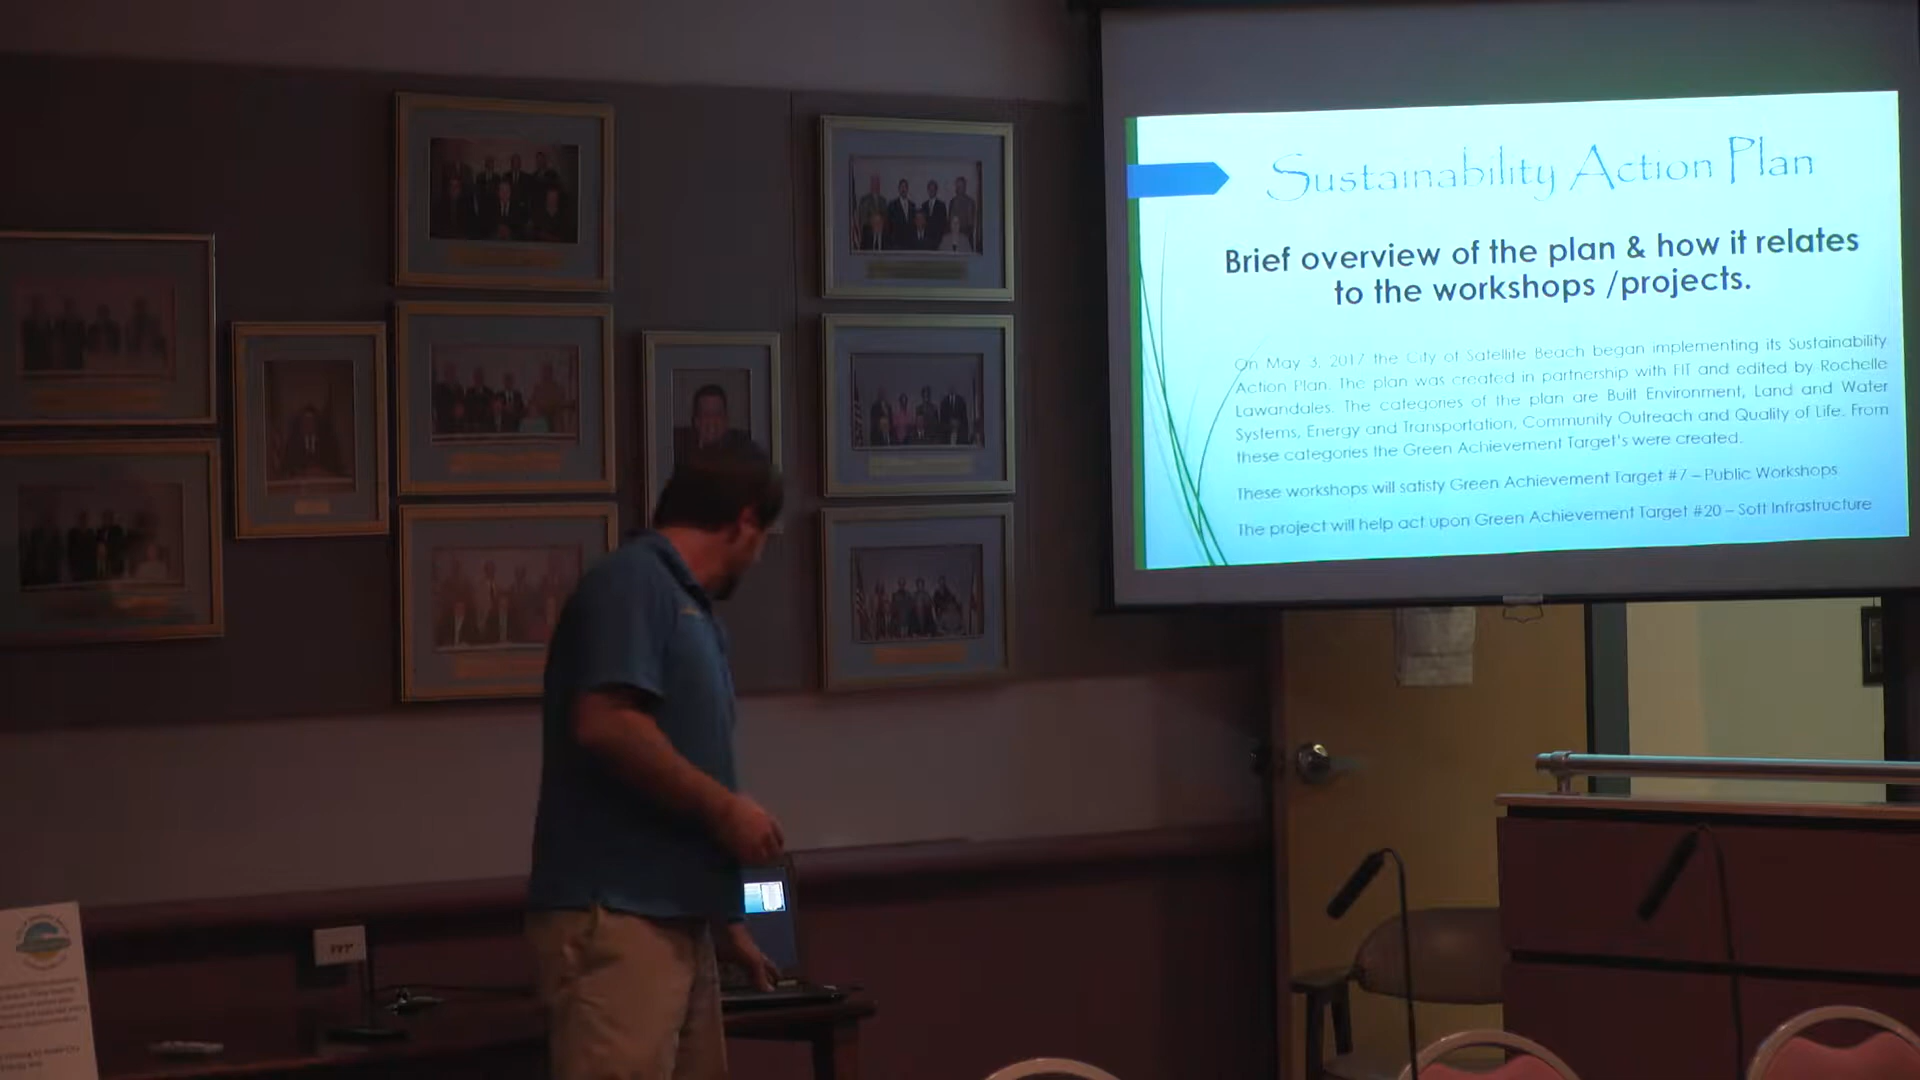 Sustainability Action Plan
Brief overview of the plan & how it relates
to the workshops /projects.
On May 3, 2017 the City of Satellite Beach began implementing its Sustainability
Action Plan. The plan was created in partnership with FIT and edited by Rochelle
Lawandales. The categories of the plan are Built Environment, Land and Water
Systems, Energy and Transportation, Community Outreach and Quality of Life. From
these categories the Green Achievement Target's were created.
These workshops will satisfy Green Achievement Target #7 – Public Workshops
The project will help act upon Green Achievement Target #20 – Soft Infrastructure